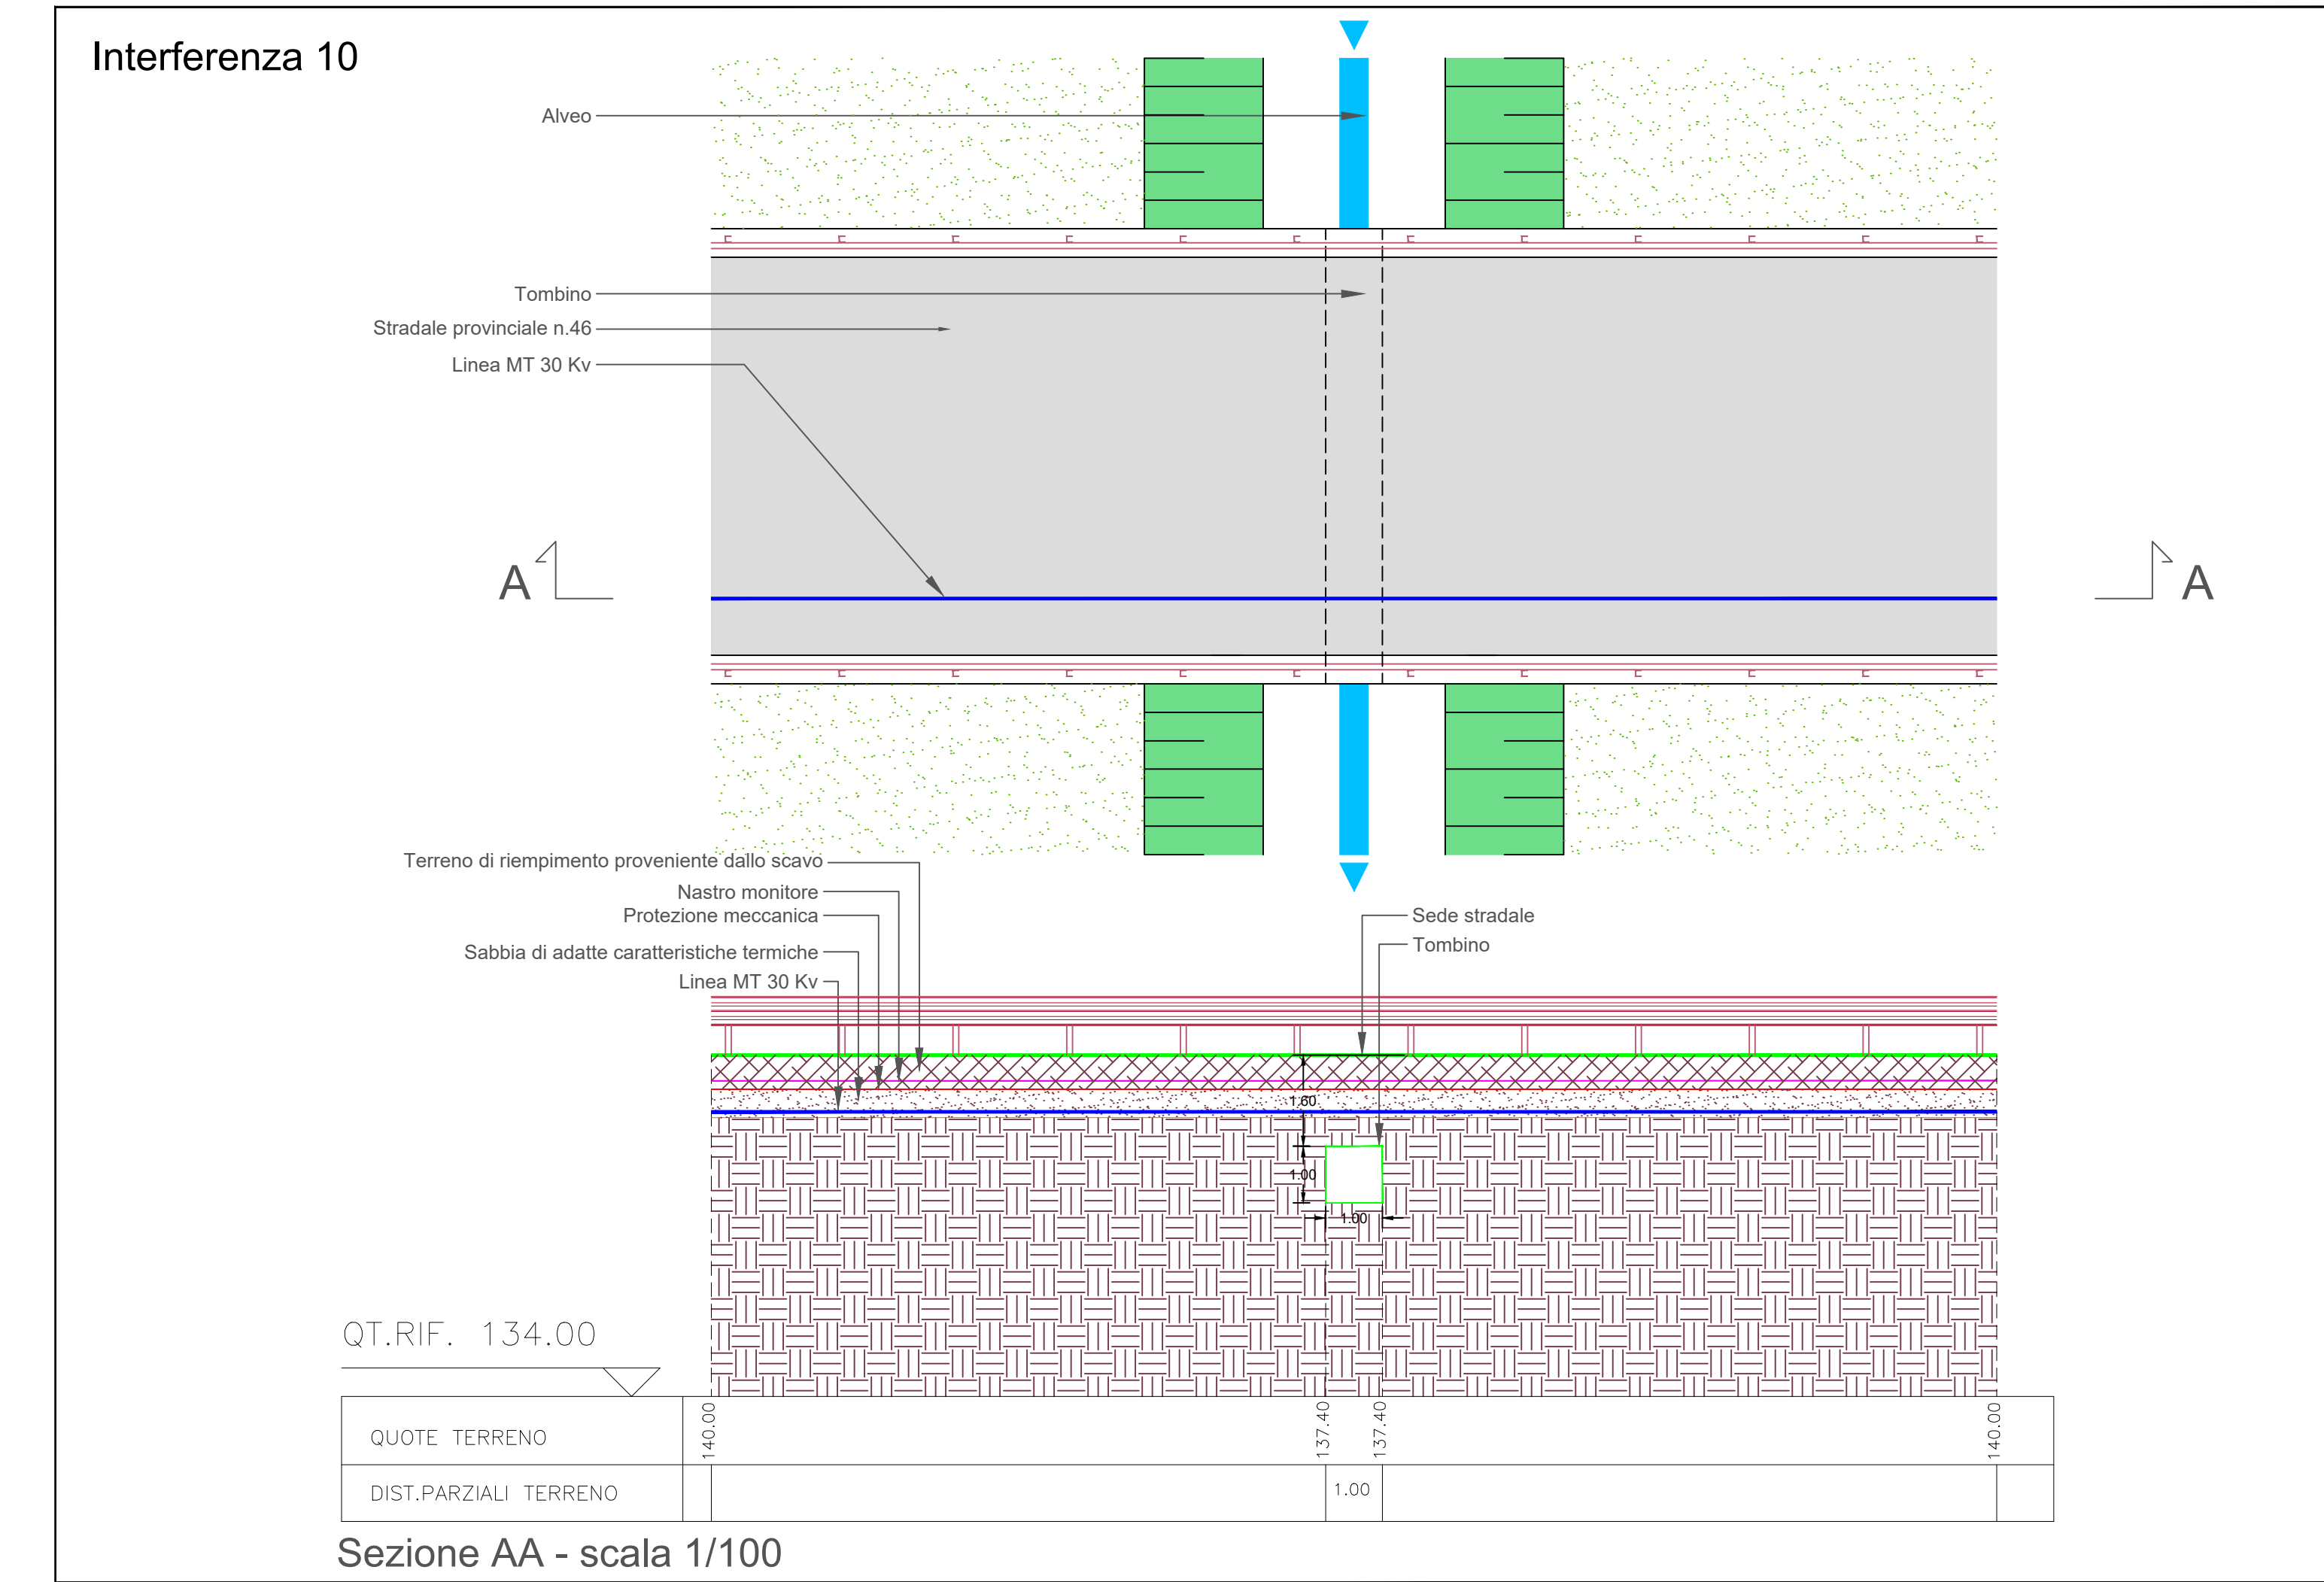 Interferenza 10
Alveo
Tombino
Stradale provinciale n.46
Linea MT 30 Kv
A
A
Terreno di riempimento proveniente dallo scavo
Nastro monitore
Protezione meccanica
Sabbia di adatte caratteristiche termiche
Linea MT 30 Kv
Sede stradale
Tombino
1.60
1.00
1.00
QT.RIF. 134.00
QUOTE TERRENO
140.00
137.40
137.40
140.00
DIST.PARZIALI TERRENO
1.00
Sezione AA - scala 1/100